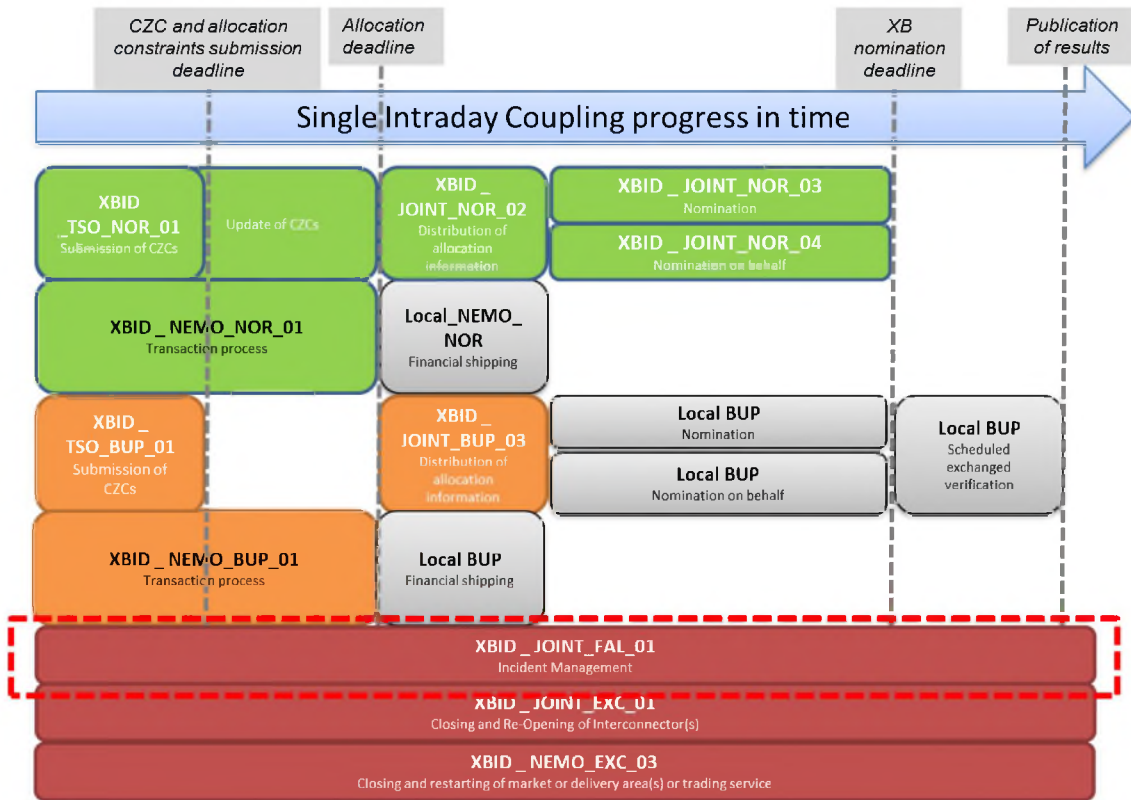 CZC and allocation
constraints submission
deadline
Allocation
deadline
XB
nomination
deadline
Publication
of results
Single Intraday Coupling progress in time
XBID
_TSO_NOR_01
Submission of CZCs
Update of CZCs
XBID _
JOINT_NOR_02
Distribution of
allocation
information
XBID _ JOINT_NOR_03
Nomination
XBID _ JOINT_NOR_04
Nomination on behalf
XBID _ NEMO_NOR_01
Transaction process
Local_NEMO_
NOR
Financial shipping
XBID _
TSO_BUP_01
Submission of
CZCs
XBID _
JOINT_BUP_03
Distribution of
allocation
information
Local BUP
Nomination
Local BUP
Nomination on behalf
Local BUP
Scheduled
exchanged
verification
XBID _ NEMO_BUP_01
Transaction process
Local BUP
Financial shipping
XBID _ JOINT_FAL_01
Incident Management
XBID _ JOINT_EXC_01
Closing and Re-Opening of Interconnector(s)
XBID _ NEMO_EXC_03
Closing and restarting of market or delivery area(s) or trading service